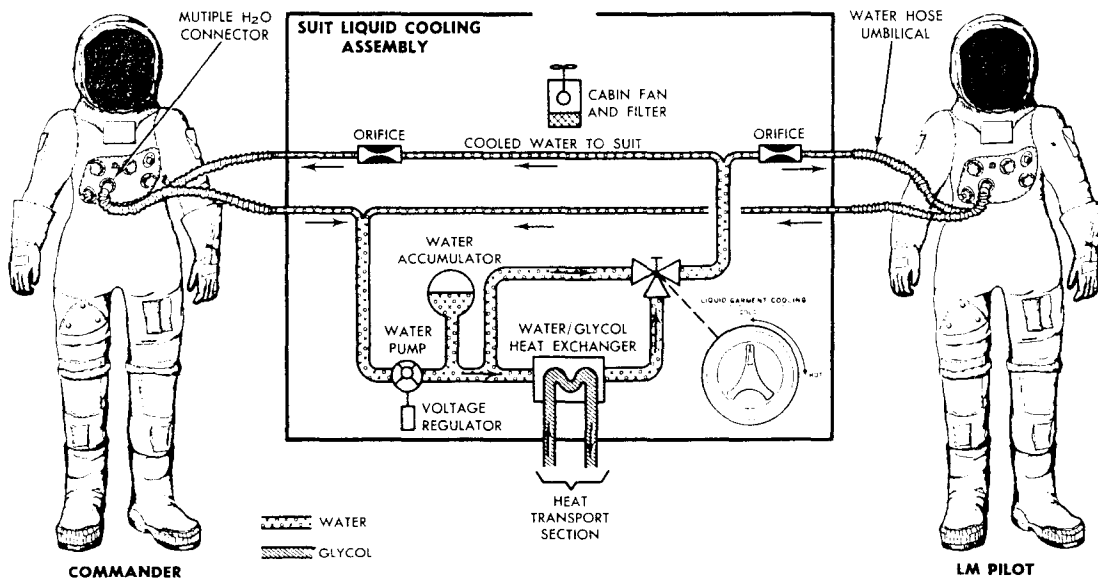 MUTIPLE H2O
CONNECTOR
SUIT LIQUID COOLING
ASSEMBLY
WATER HOSE
UMBILICAL
CABIN FAN
AND FILTER
ORIFICE
COOLED WATER TO SUIT
ORIFICE
WATER
ACCUMULATOR
LIQUID GARMENT COOLING
WATER
PUMP
WATER/GLYCOL
HEAT EXCHANGER
HOT
VOLTAGE
REGULATOR
HEAT
TRANSPORT
SECTION
WATER
GLYCOL
COMMANDER
LM PILOT